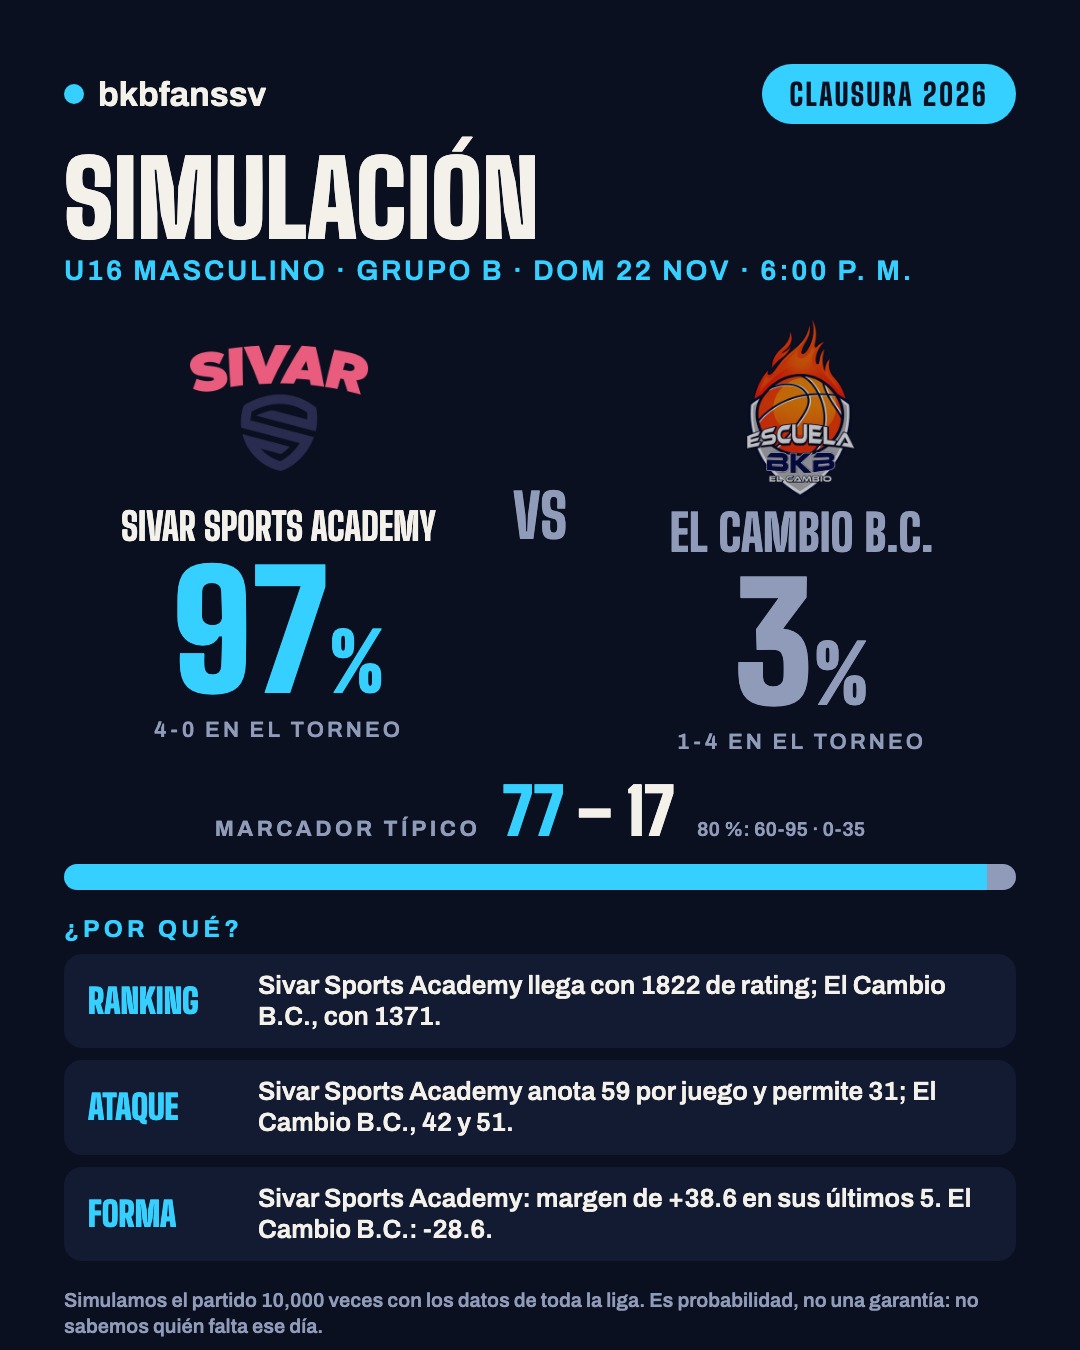 bkbfanssv
CLAUSURA 2026
SIMULACIÓN
U16 MASCULINO · GRUPO B · DOM 22 NOV · 6:00 P. M.
SIVAR
ESCUELA
BKB
EL CAMBIO
SIVAR SPORTS ACADEMY
VS
EL CAMBIO B.C.
97%
3%
4-0 EN EL TORNEO
1-4 EN EL TORNEO
MARCADOR TÍPICO 77 – 17 80 %: 60-95 · 0-35
¿POR QUÉ?
RANKING
Sivar Sports Academy llega con 1822 de rating; El Cambio
B.C., con 1371.
ATAQUE
Sivar Sports Academy anota 59 por juego y permite 31; El
Cambio B.C., 42 y 51.
FORMA
Sivar Sports Academy: margen de +38.6 en sus últimos 5. El
Cambio B.C.: -28.6.
Simulamos el partido 10,000 veces con los datos de toda la liga. Es probabilidad, no una garantía: no
sabemos quién falta ese día.